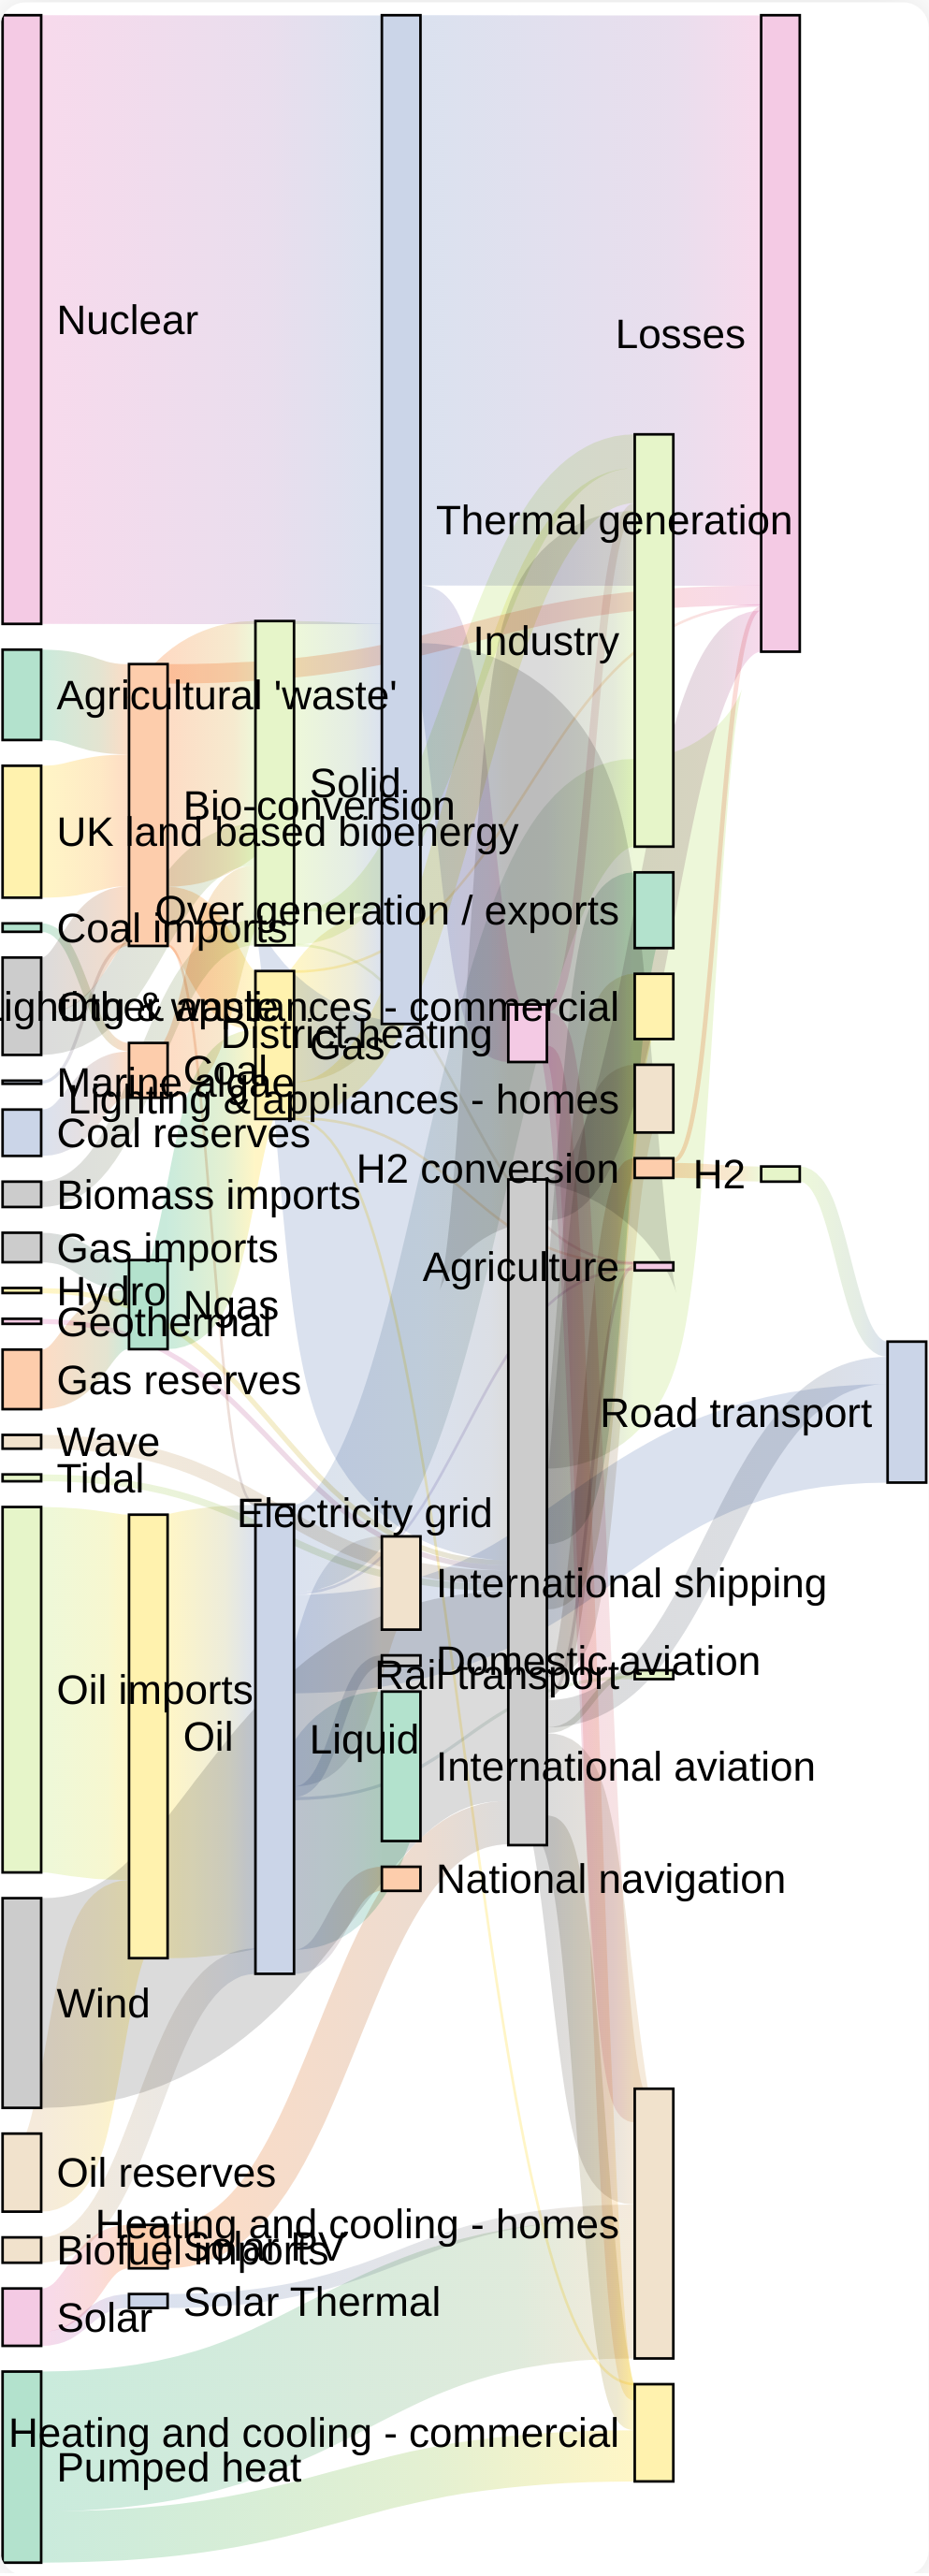 Nuclear
Losses
Thermal generation
Industry
Agricultural 'waste'
Solid
Bio-conversion
UK land based bioenergy
Over generation / exports
Coal imports
Lighting & appliances - commercial
Other waste
District heating
Gas
Coal
Marine algae
Lighting & appliances - homes
Coal reserves
H2 conversion
H2
Biomass imports
Gas imports
Agriculture
Hydro
Ngas
Geothermal
Gas reserves
Road transport
Wave
Tidal
Electricity grid
International shipping
Domestic aviation
Rail transport
Oil imports
Oil
Liquid
International aviation
National navigation
Wind
Oil reserves
Heating and cooling - homes
Solar PV
Biofuel imports
Solar Thermal
Solar
Heating and cooling - commercial
Pumped heat